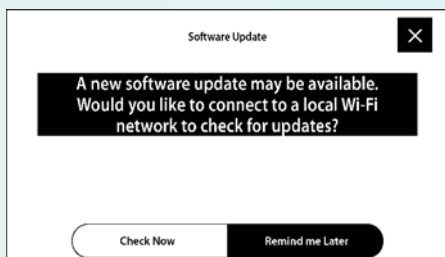 Software Update
A new software update may be available.
Would you like to connect to a local Wi-Fi
network to check for updates?
Check Now
Remind me Later